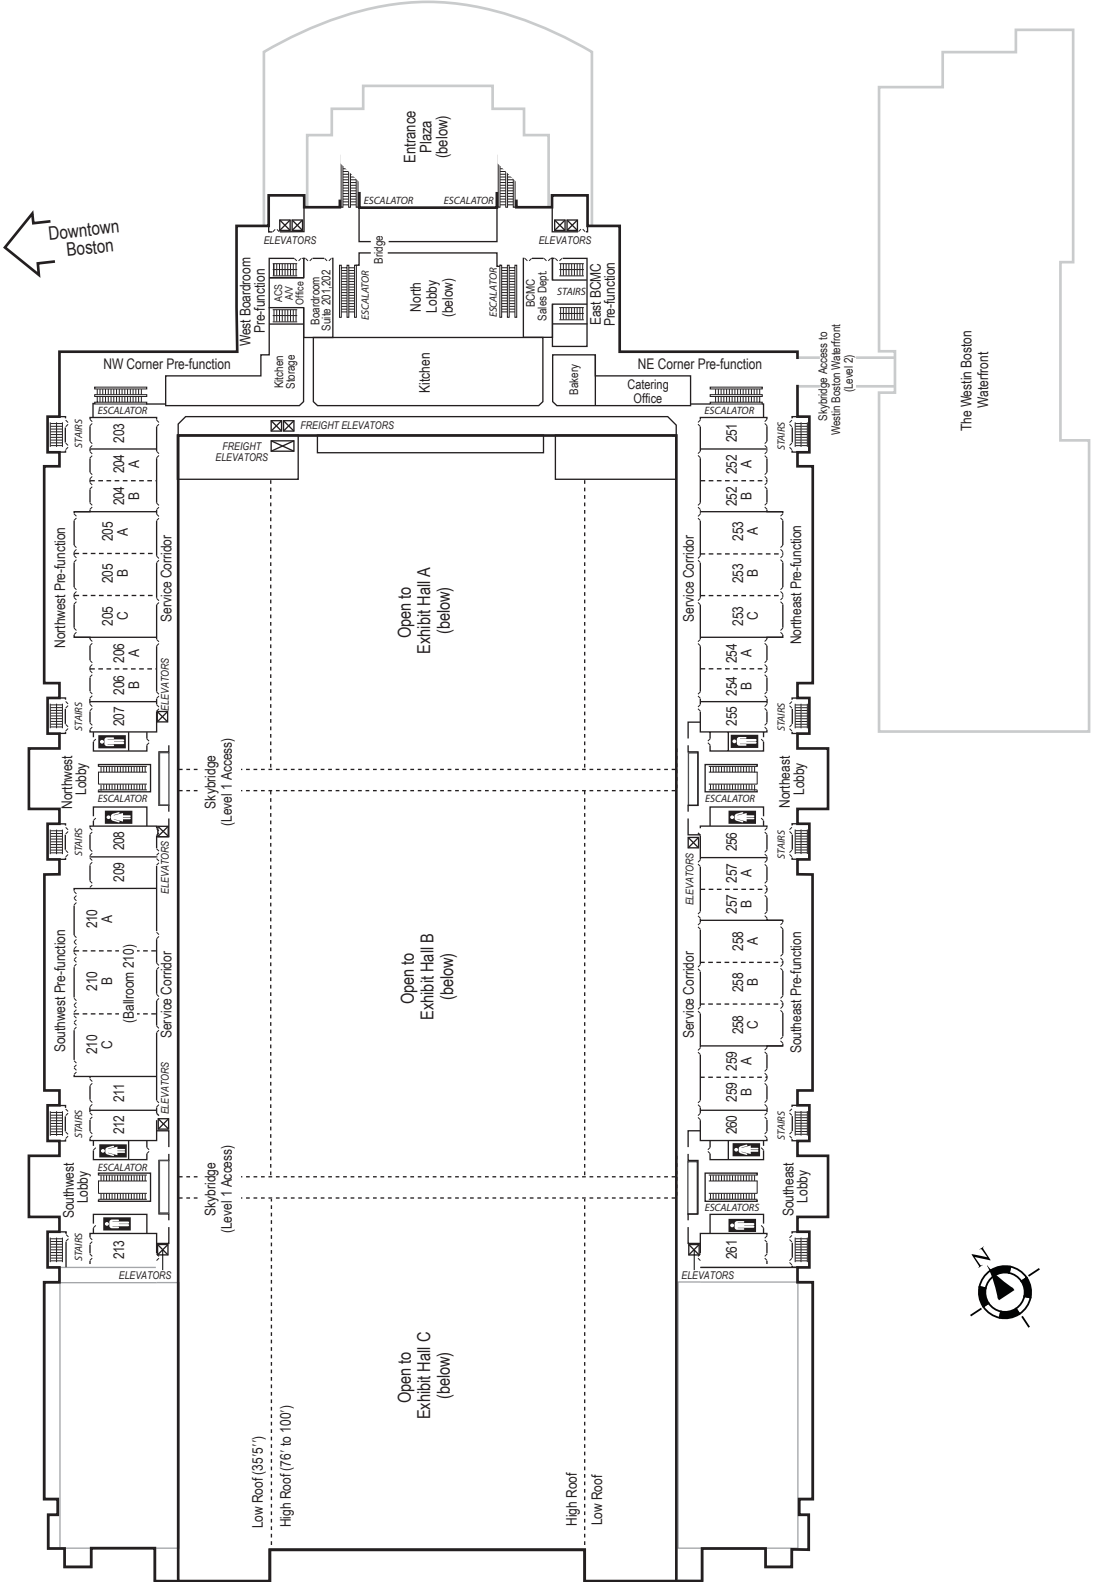 Entrance
Plaza
(below)
ESCALATOR
ESCALATOR
Downtown
Boston
ELEVATORS
ELEVATORS
Bridge
West Boardroom
Pre-function
ACS
A/V
Office
Boardroom
Suite 201,202
ESCALATOR
North
Lobby
(below)
ESCALATOR
BCMC
Sales Dept.
STAIRS
East BCMC
Pre-function
NW Corner Pre-function
Kitchen
Storage
Kitchen
Bakery
Catering
Office
NE Corner Pre-function
Skybridge Access to
Westin Boston Waterfront
(Level 2)
The Westin Boston
Waterfront
ESCALATOR
ESCALATOR
FREIGHT ELEVATORS
FREIGHT
ELEVATORS
STAIRS
203
204
A
204
B
205
A
205
B
205
C
206
A
206
B
207
Northwest Pre-function
Service Corridor
ELEVATORS
STAIRS
Open to
Exhibit Hall A
(below)
251
STAIRS
252
A
252
B
253
A
253
B
253
C
254
A
254
B
255
Service Corridor
Northeast Pre-function
STAIRS
Northwest
Lobby
ESCALATOR
Skybridge
(Level 1 Access)
ESCALATOR
Northeast
Lobby
STAIRS
208
209
ELEVATORS
210
A
210
B
210
C
(Ballroom 210)
211
212
Southwest Pre-function
Service Corridor
ELEVATORS
STAIRS
Open to
Exhibit Hall B
(below)
256
STAIRS
ELEVATORS
257
A
257
B
258
A
258
B
258
C
259
A
259
B
260
Service Corridor
Southeast Pre-function
STAIRS
Southwest
Lobby
ESCALATOR
Skybridge
(Level 1 Access)
ESCALATORS
Southeast
Lobby
STAIRS
213
ELEVATORS
261
ELEVATORS
N
Open to
Exhibit Hall C
(below)
Low Roof (35'5'')
High Roof (76' to 100')
High Roof
Low Roof